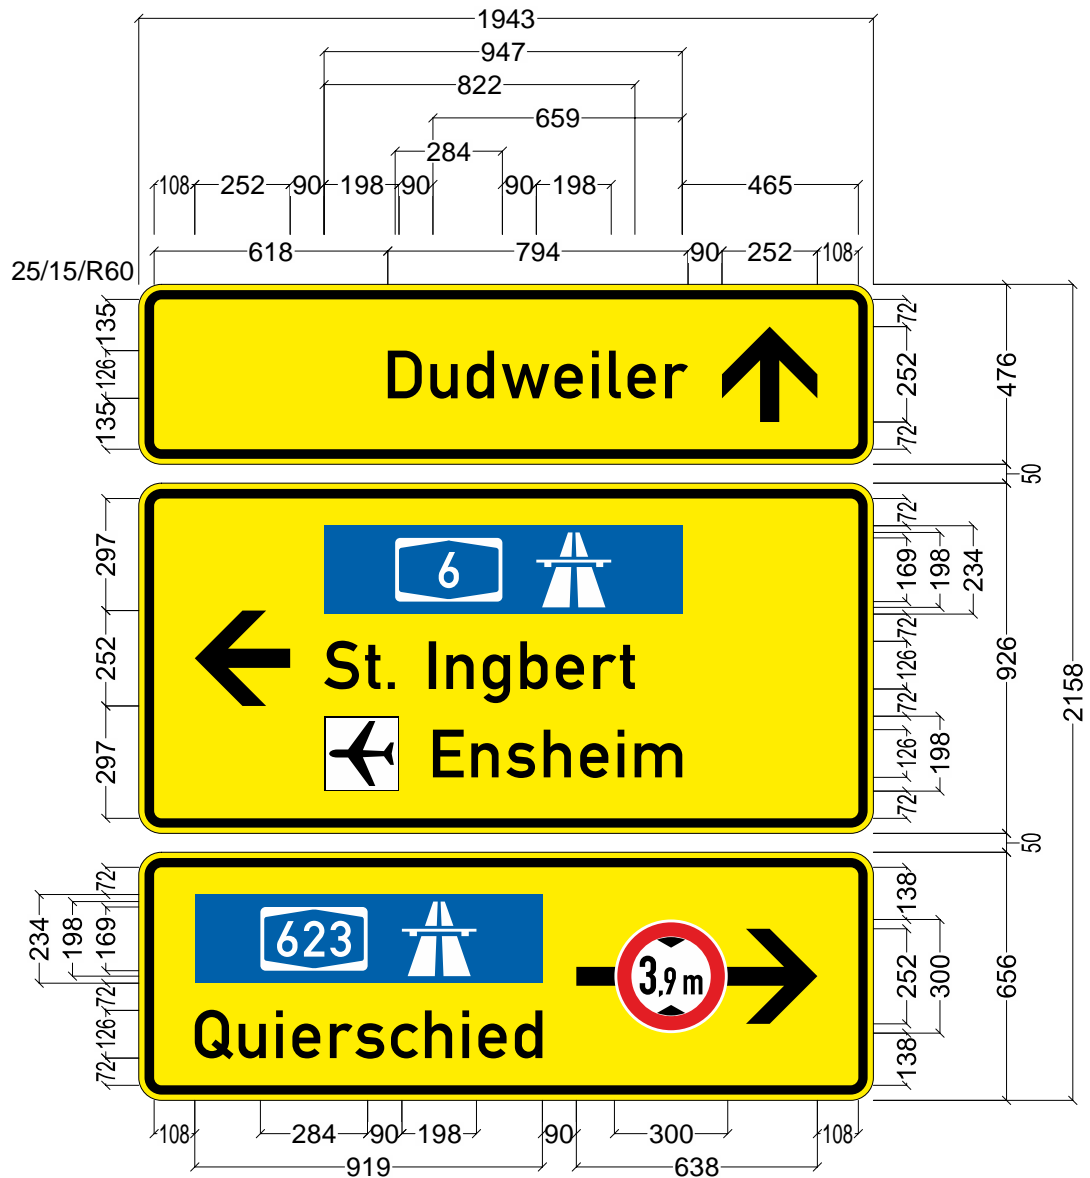 1943
947
822
659
284
108 252 90 198 90 90 198 465
618 794 90 252 108
25/15/R60
135 126 135
Dudweiler
72 252 72
476
50
297 252 297
6
St. Ingbert
Ensheim
72 169 198 234
72 126 72 126 198 72
926
2158
50
72 234 198 169 72 126 72
623
3,9 m
Quierschied
138 252 300 138
656
108 284 90 198 90 300 108
919 638